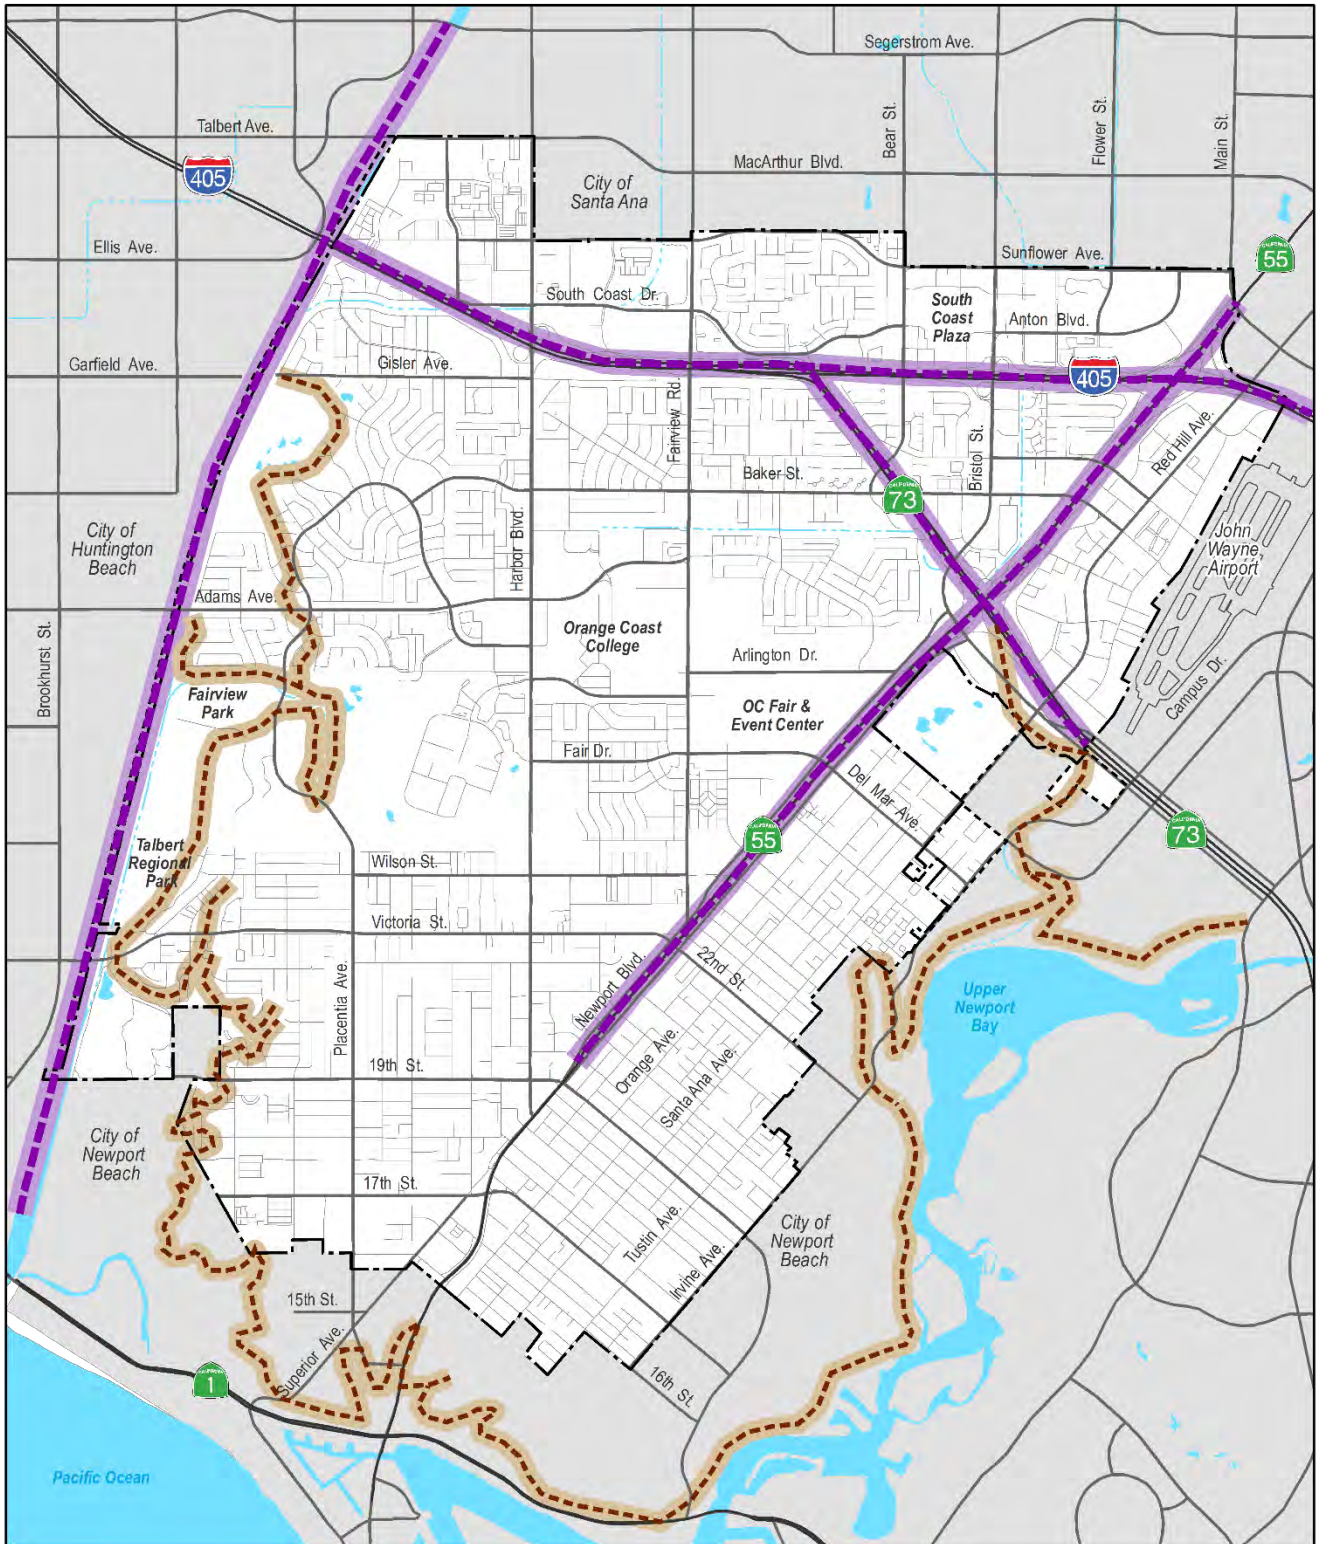 Segerstrom Ave.
Talbert Ave.
Bear St.
Flower St.
Main St.
MacArthur Blvd.
405
City of
Santa Ana
Ellis Ave.
Sunflower Ave.
CALIFORNIA
55
South Coast Dr.
South
Coast
Plaza
Anton Blvd.
Garfield Ave.
Gisler Ave.
405
Fairview Rd.
Red Hill Ave.
Bristol St.
Baker St.
CALIFORNIA
73
City of
Huntington
Beach
Harbor Blvd.
John
Wayne
Airport
Adams Ave.
Brookhurst St.
Orange Coast
College
Arlington Dr.
Fairview
Park
OC Fair &
Event Center
Campus Dr.
Fair Dr.
Del Mar Ave.
CALIFORNIA
55
CALIFORNIA
73
Talbert
Regional
Park
Wilson St.
Victoria St.
22nd St.
Placentia Ave.
Newport Blvd.
Upper
Newport
Bay
Orange Ave.
19th St.
Santa Ana Ave.
City of
Newport
Beach
17th St.
Tustin Ave.
City of
Newport
Beach
Irvine Ave.
15th St.
Superior Ave.
CALIFORNIA
1
16th St.
Pacific Ocean